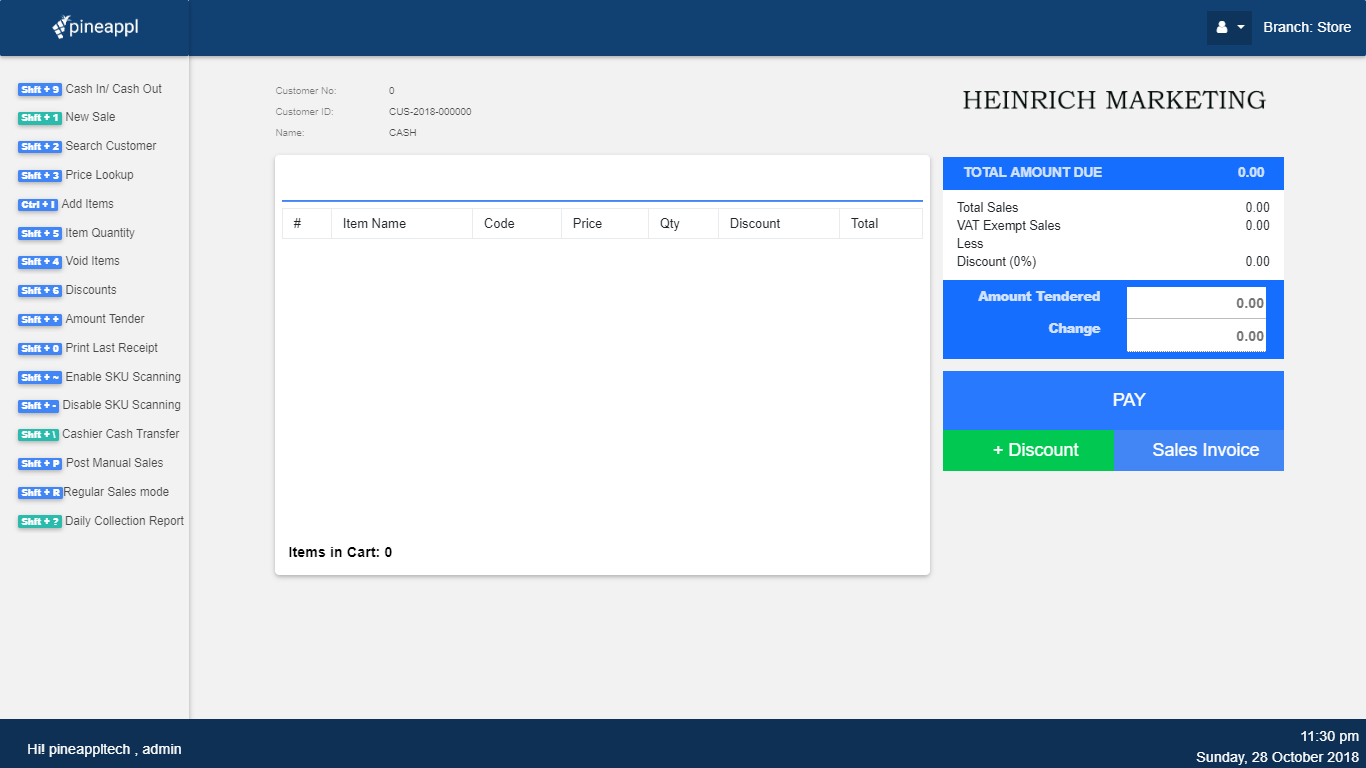 pineappl
Branch: Store
Shft + 9 Cash In/ Cash Out
Shft + 1 New Sale
Shft + 2 Search Customer
Shft + 3 Price Lookup
Ctrl + I Add Items
Shft + 5 Item Quantity
Shft + 4 Void Items
Shft + 6 Discounts
Shft + + Amount Tender
Shft + 0 Print Last Receipt
Shft + ~ Enable SKU Scanning
Shft + - Disable SKU Scanning
Shft + \ Cashier Cash Transfer
Shft + P Post Manual Sales
Shft + R Regular Sales mode
Shft + ? Daily Collection Report
Customer No: 0
Customer ID: CUS-2018-000000
Name: CASH
# Item Name Code Price Qty Discount Total
Items in Cart: 0
HEINRICH MARKETING
TOTAL AMOUNT DUE 0.00
Total Sales 0.00
VAT Exempt Sales 0.00
Less
Discount (0%) 0.00
Amount Tendered 0.00
Change 0.00
PAY
+ Discount Sales Invoice
Hi! pineappltech , admin
11:30 pm
Sunday, 28 October 2018